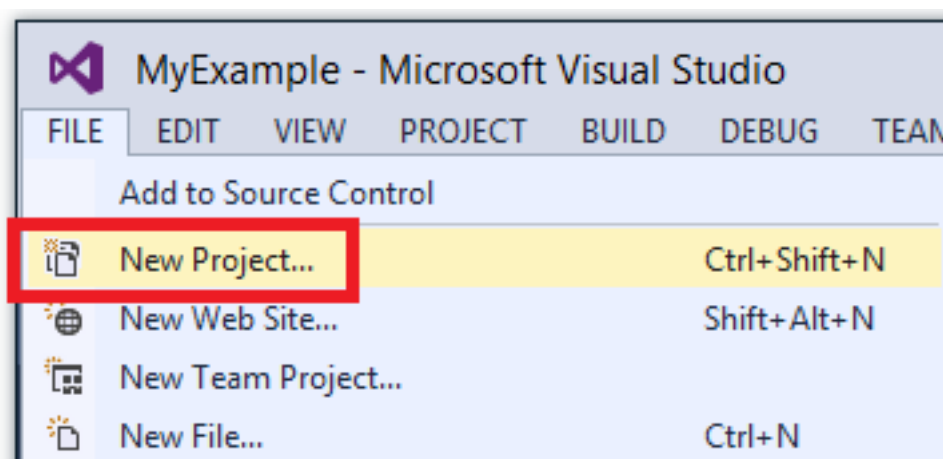 MyExample - Microsoft Visual Studio
FILE EDIT VIEW PROJECT BUILD DEBUG TEAM
Add to Source Control
New Project... Ctrl+Shift+N
New Web Site... Shift+Alt+N
New Team Project...
New File... Ctrl+N